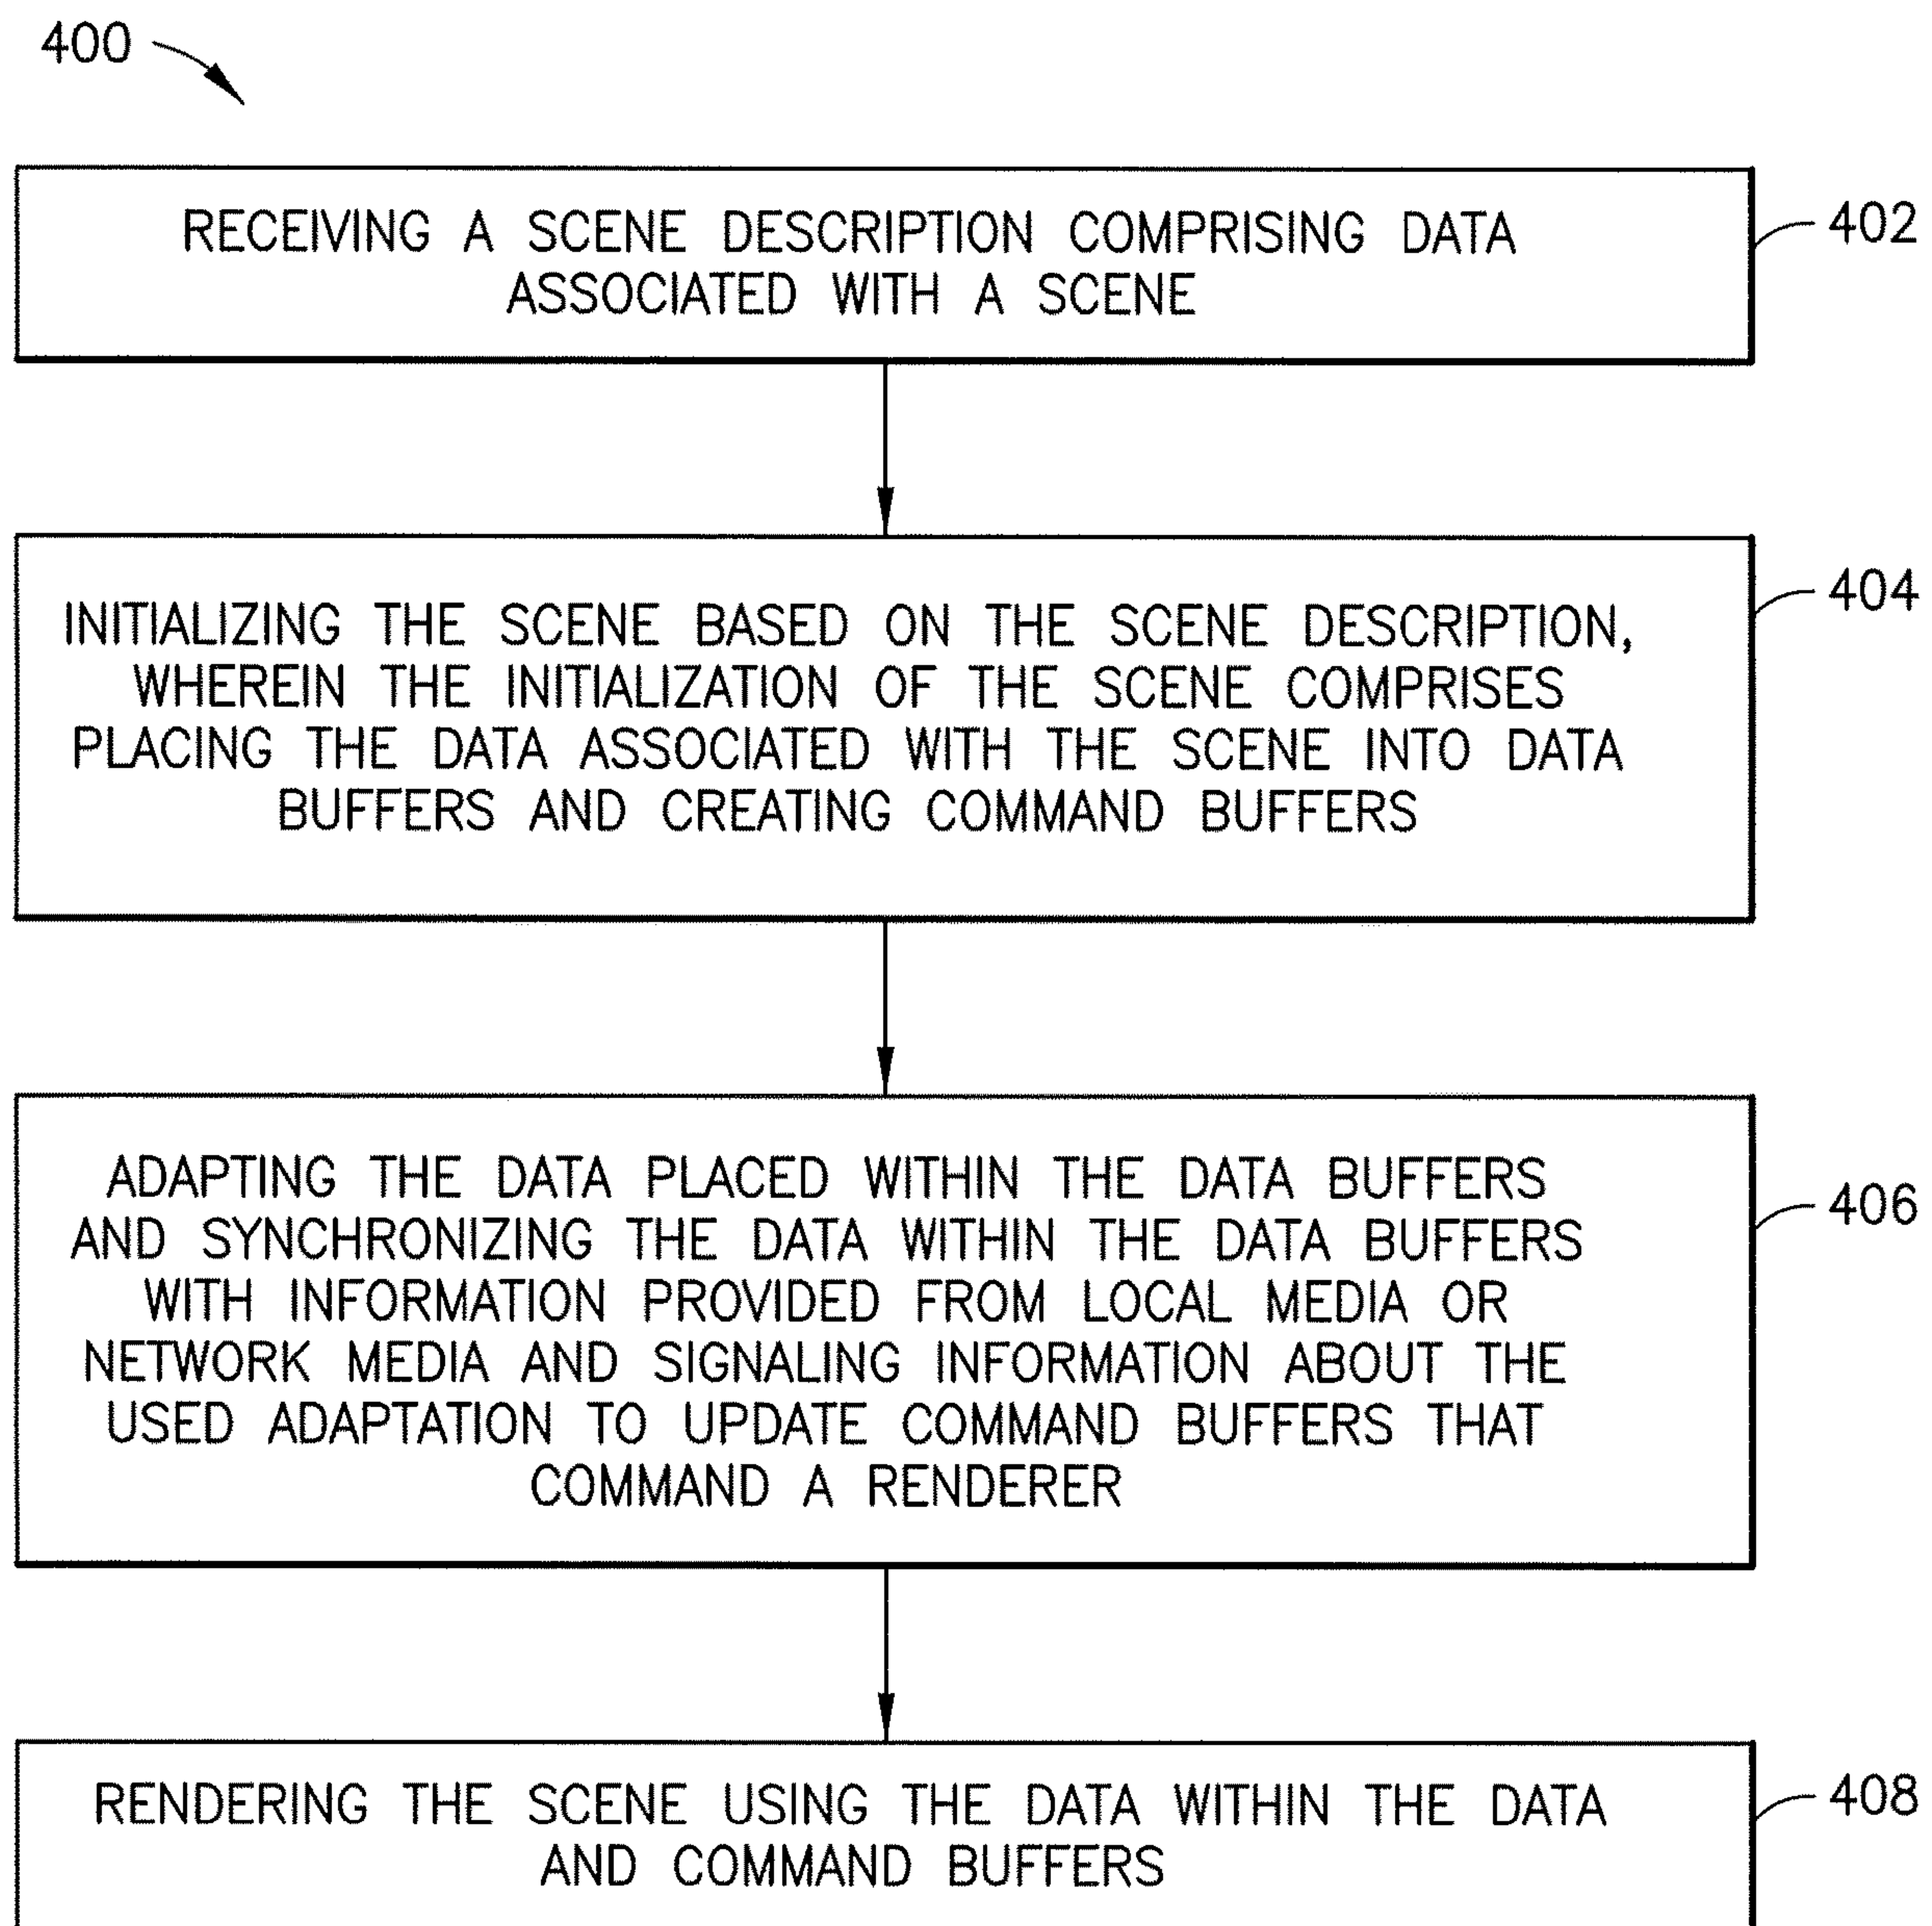 400
RECEIVING A SCENE DESCRIPTION COMPRISING DATA
ASSOCIATED WITH A SCENE
402
INITIALIZING THE SCENE BASED ON THE SCENE DESCRIPTION,
WHEREIN THE INITIALIZATION OF THE SCENE COMPRISES
PLACING THE DATA ASSOCIATED WITH THE SCENE INTO DATA
BUFFERS AND CREATING COMMAND BUFFERS
404
ADAPTING THE DATA PLACED WITHIN THE DATA BUFFERS
AND SYNCHRONIZING THE DATA WITHIN THE DATA BUFFERS
WITH INFORMATION PROVIDED FROM LOCAL MEDIA OR
NETWORK MEDIA AND SIGNALING INFORMATION ABOUT THE
USED ADAPTATION TO UPDATE COMMAND BUFFERS THAT
COMMAND A RENDERER
406
RENDERING THE SCENE USING THE DATA WITHIN THE DATA
AND COMMAND BUFFERS
408